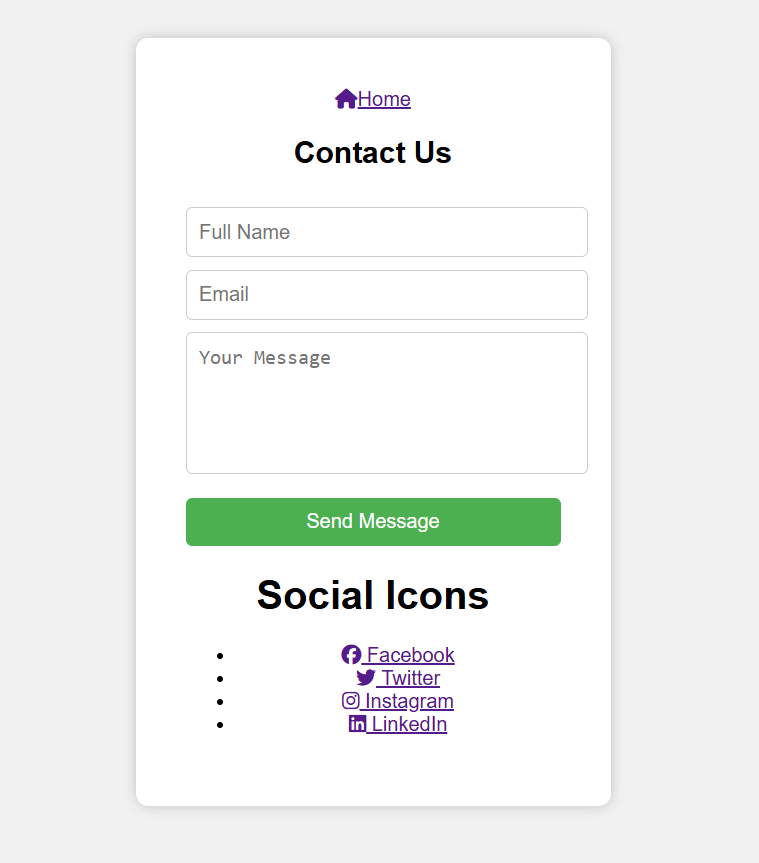 Home
Contact Us
Full Name
Email
Your Message
Send Message
Social Icons
Facebook
Twitter
Instagram
LinkedIn